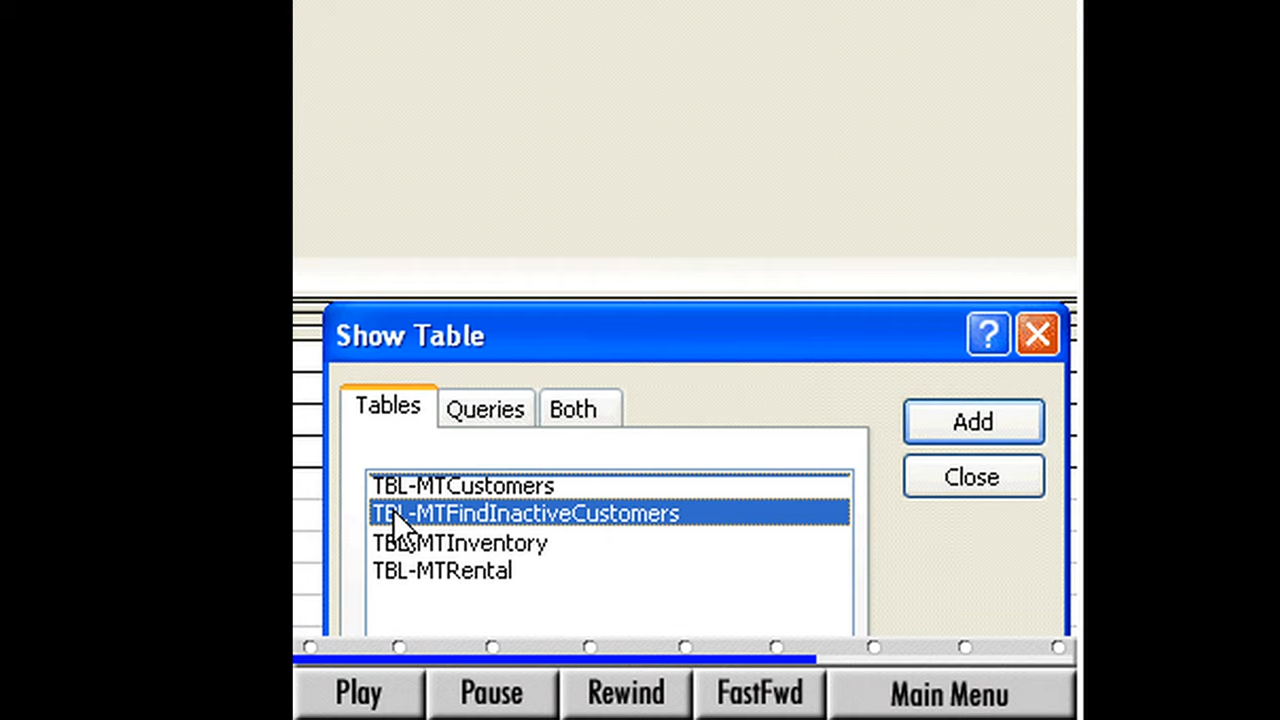 Show Table
?
Tables Queries Both
Add
Close
TBL-MTCustomers
TBL-MTFindInactiveCustomers
TBL-MTInventory
TBL-MTRental
Play Pause Rewind FastFwd Main Menu